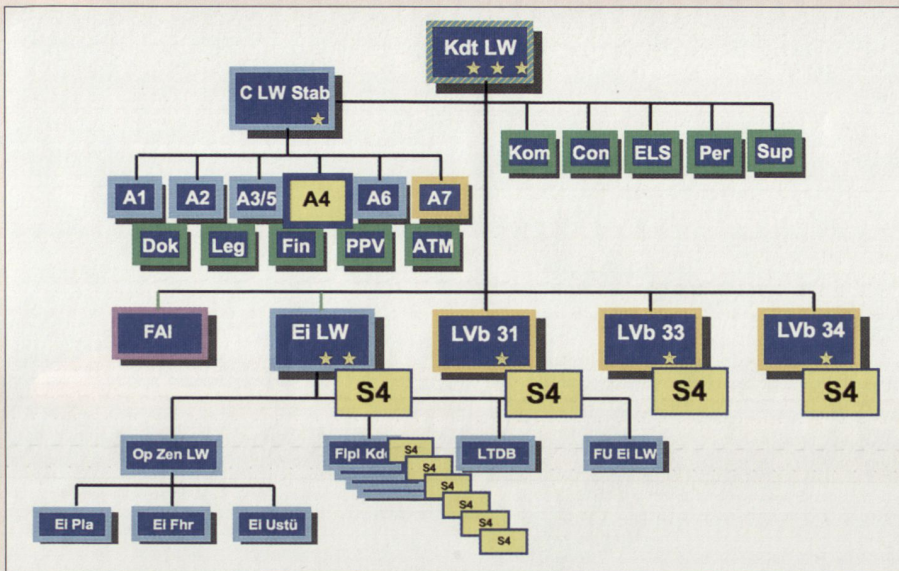 Kdt LW
C LW Stab
Kom Con ELS Per Sup
A1 A2 A3/5 A4 A6 A7
Dok Leg Fin PPV ATM
FAI Ei LW LVb 31 LVb 33 LVb 34
S4 S4 S4 S4
Op Zen LW Flpl Kdo LTDB FU Ei LW
S4
S4
S4
S4
S4
S4
Ei Pla Ei Fhr Ei Ustü